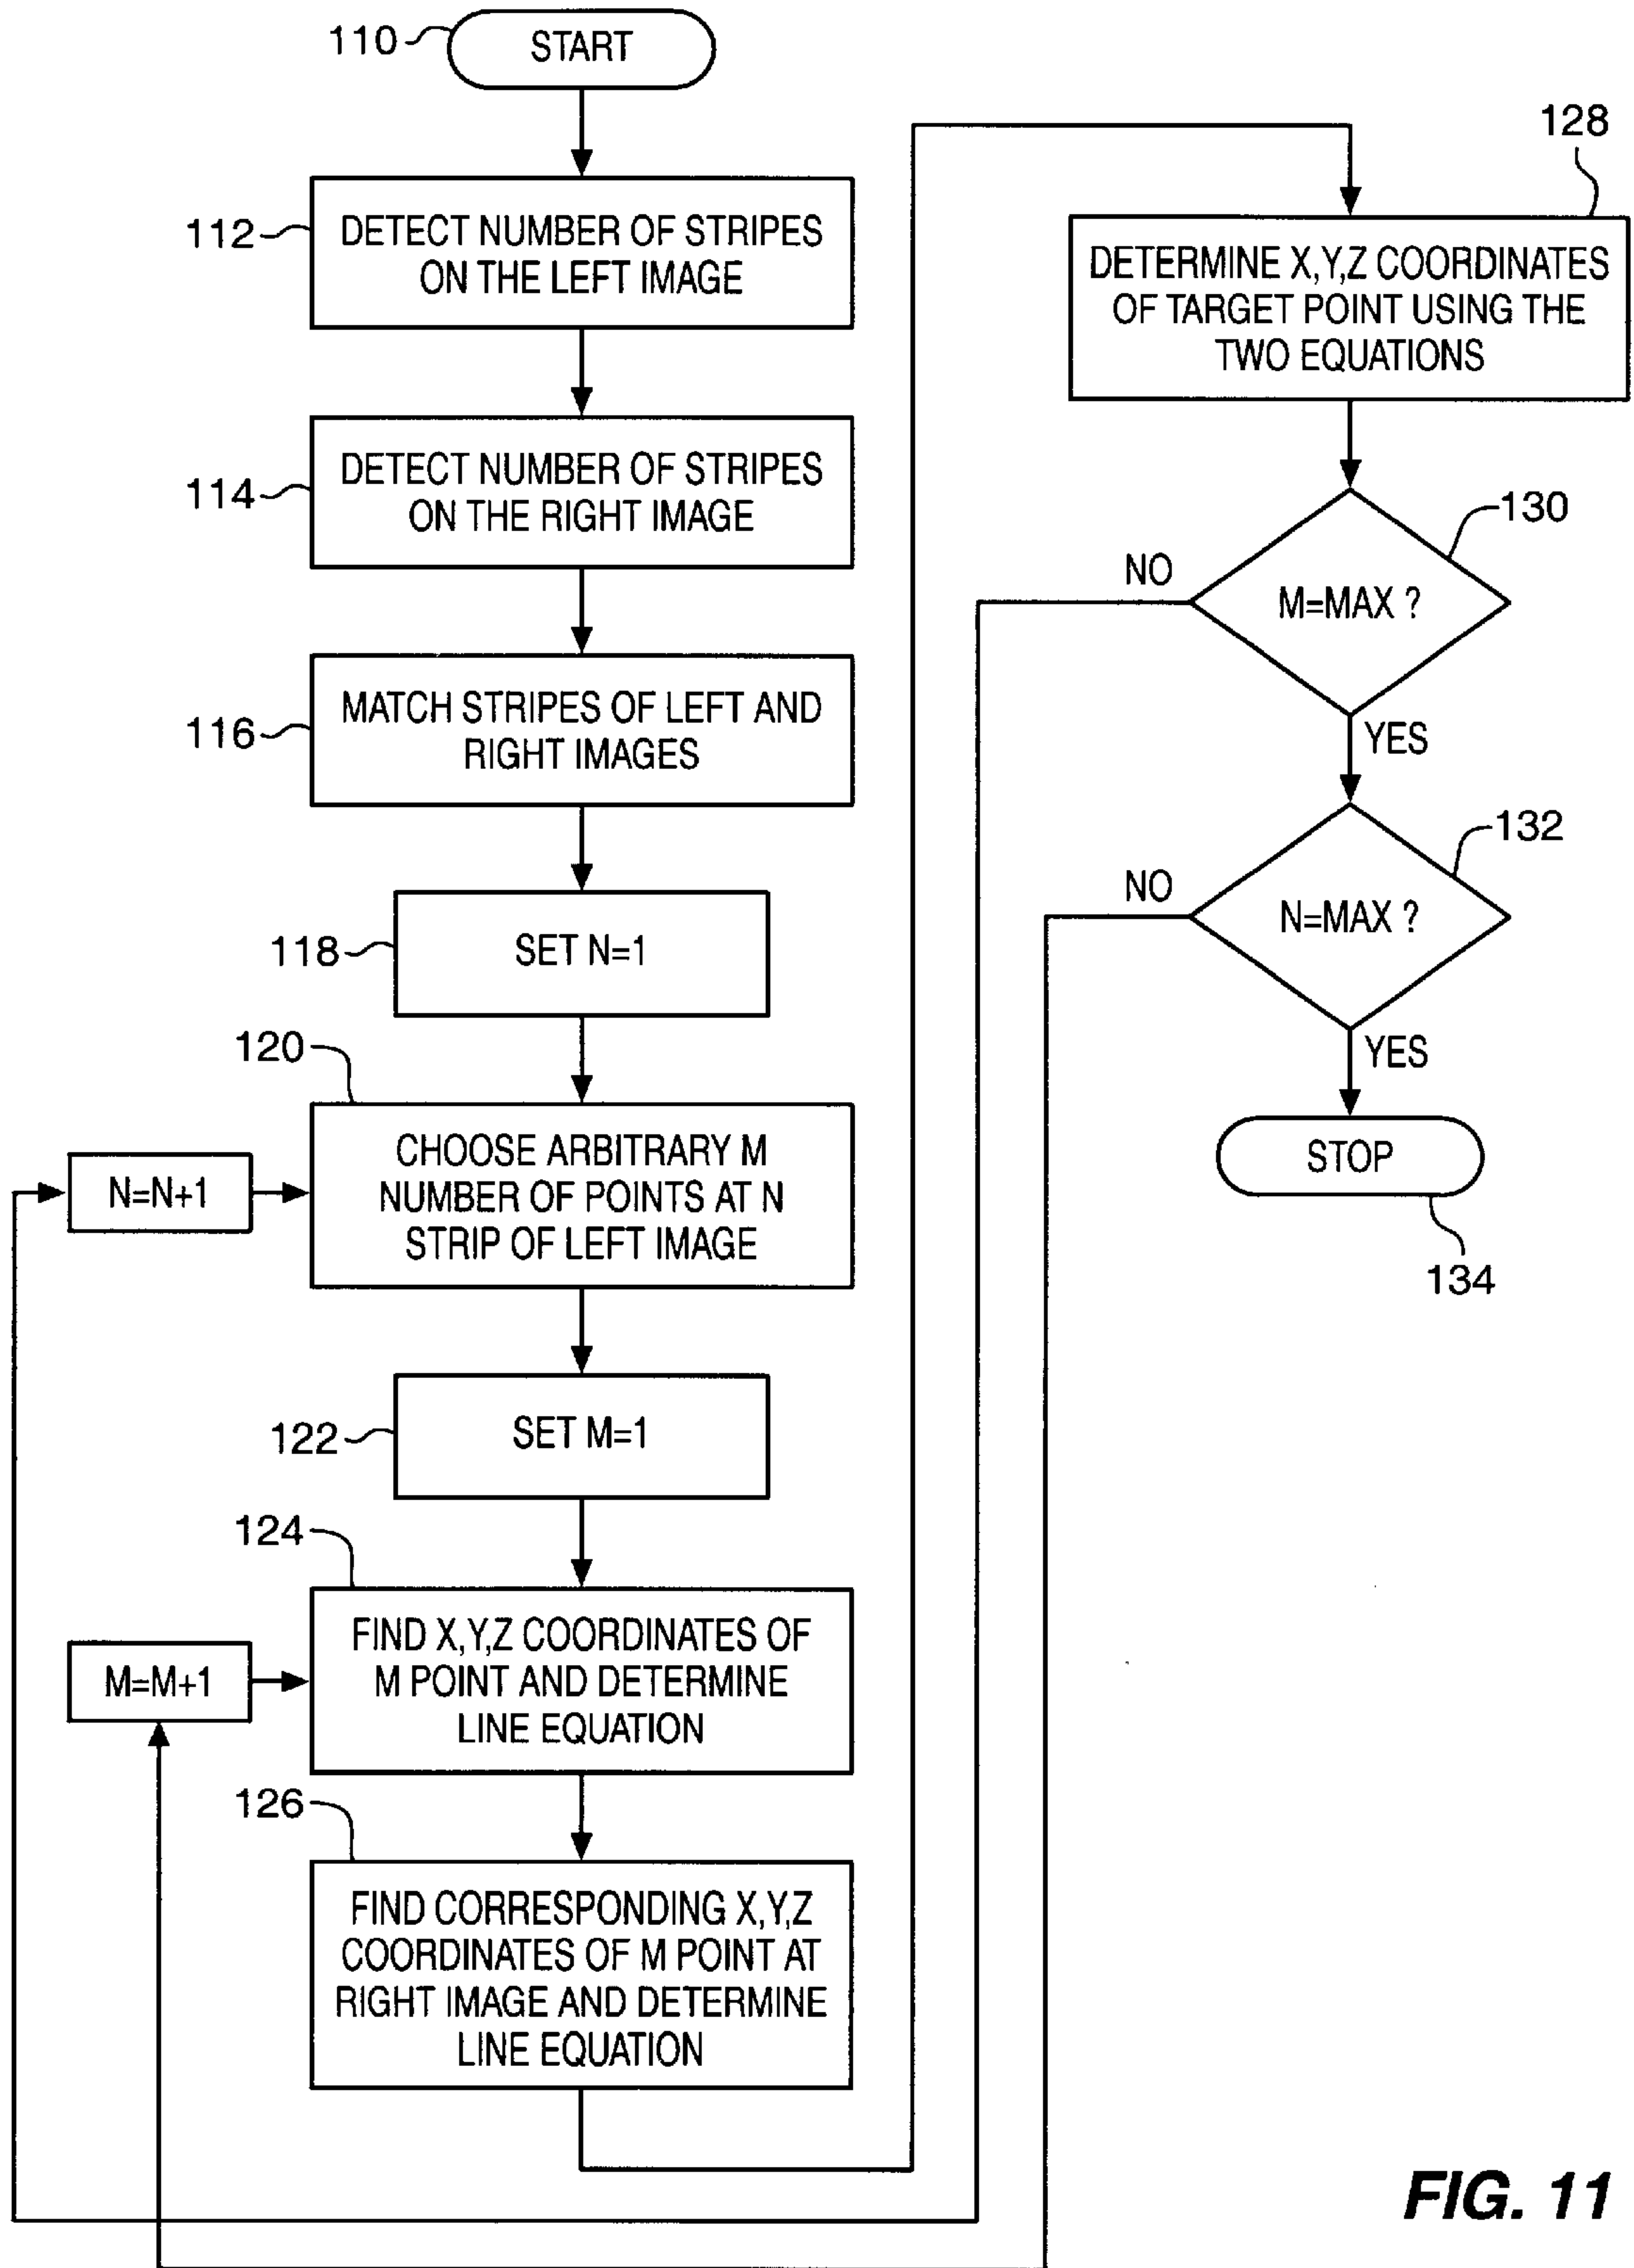 110
START
112
DETECT NUMBER OF STRIPES
ON THE LEFT IMAGE
114
DETECT NUMBER OF STRIPES
ON THE RIGHT IMAGE
116
MATCH STRIPES OF LEFT AND
RIGHT IMAGES
118
SET N=1
120
CHOOSE ARBITRARY M
NUMBER OF POINTS AT N
STRIP OF LEFT IMAGE
N=N+1
122
SET M=1
124
FIND X,Y,Z COORDINATES OF
M POINT AND DETERMINE
LINE EQUATION
M=M+1
126
FIND CORRESPONDING X,Y,Z
COORDINATES OF M POINT AT
RIGHT IMAGE AND DETERMINE
LINE EQUATION
128
DETERMINE X,Y,Z COORDINATES
OF TARGET POINT USING THE
TWO EQUATIONS
130
NO
M=MAX ?
YES
132
NO
N=MAX ?
YES
STOP
134
FIG. 11